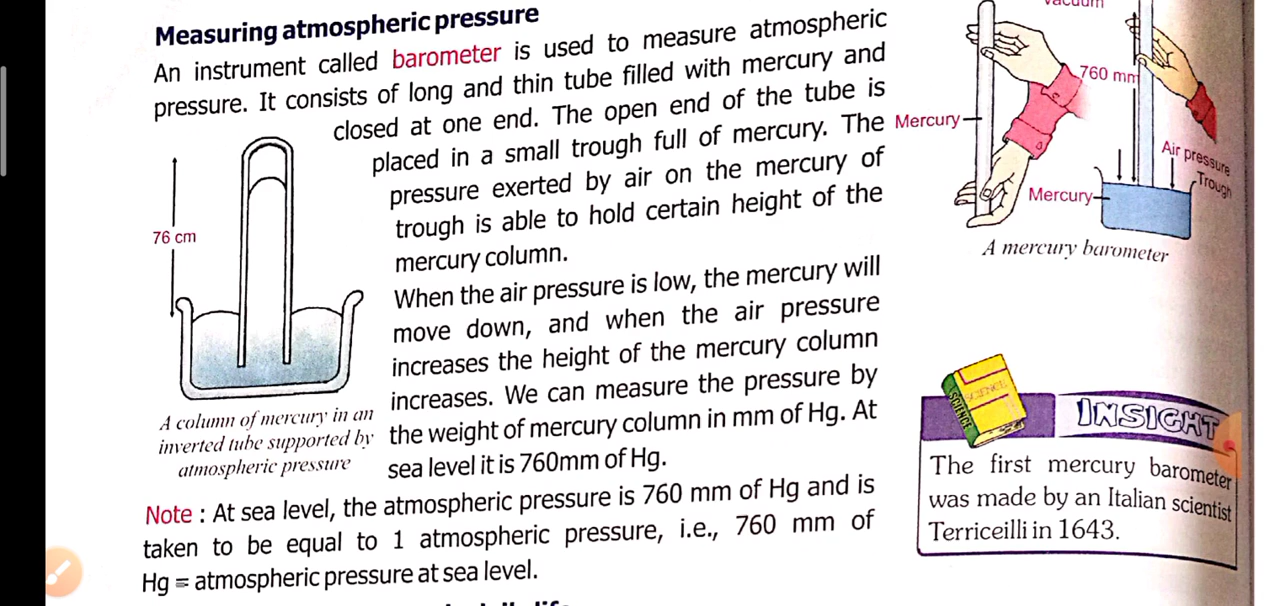 Measuring atmospheric pressure
An instrument called barometer is used to measure atmospheric
pressure. It consists of long and thin tube filled with mercury and
closed at one end. The open end of the tube is
placed in a small trough full of mercury. The
pressure exerted by air on the mercury of
trough is able to hold certain height of the
mercury column.
When the air pressure is low, the mercury will
move down, and when the air pressure
increases the height of the mercury column
increases. We can measure the pressure by
the weight of mercury column in mm of Hg. At
sea level it is 760mm of Hg.
76 cm
A column of mercury in an
inverted tube supported by
atmospheric pressure
Note : At sea level, the atmospheric pressure is 760 mm of Hg and is
taken to be equal to 1 atmospheric pressure, i.e., 760 mm of
Hg = atmospheric pressure at sea level.
vacuum
760 mm
Mercury
Air pressure
Trough
Mercury
A mercury barometer
SCIENCE
SCIENCE
INSIGHT
The first mercury barometer
was made by an Italian scientist
Terriceilli in 1643.